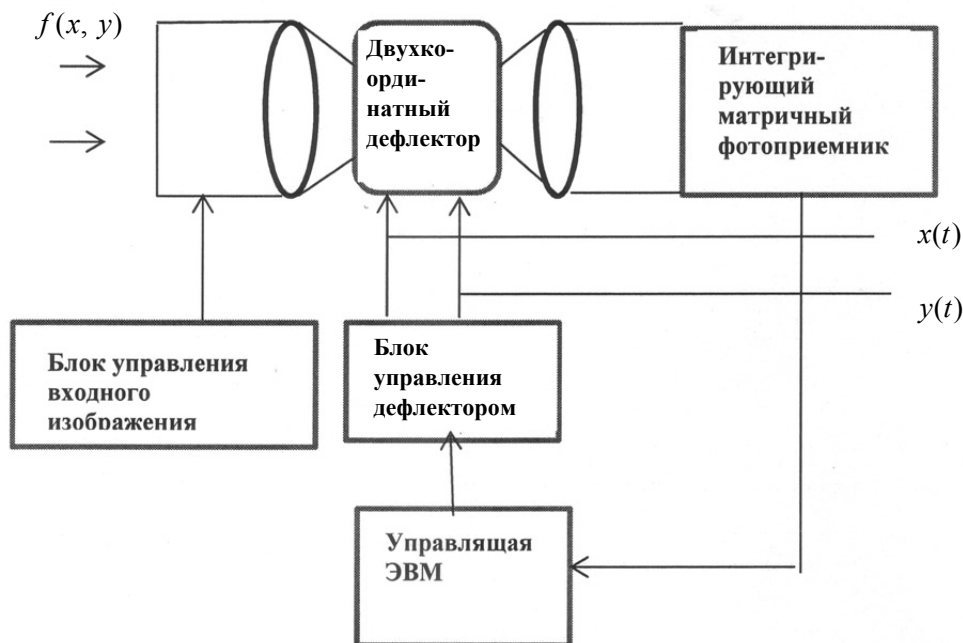 f(x, y)
Двухко-
орди-
натный
дефлектор
Интегри-
рующий
матричный
фотоприемник
x(t)
y(t)
Блок управления
входного
изображения
Блок
управления
дефлектором
Управлящая
ЭВМ